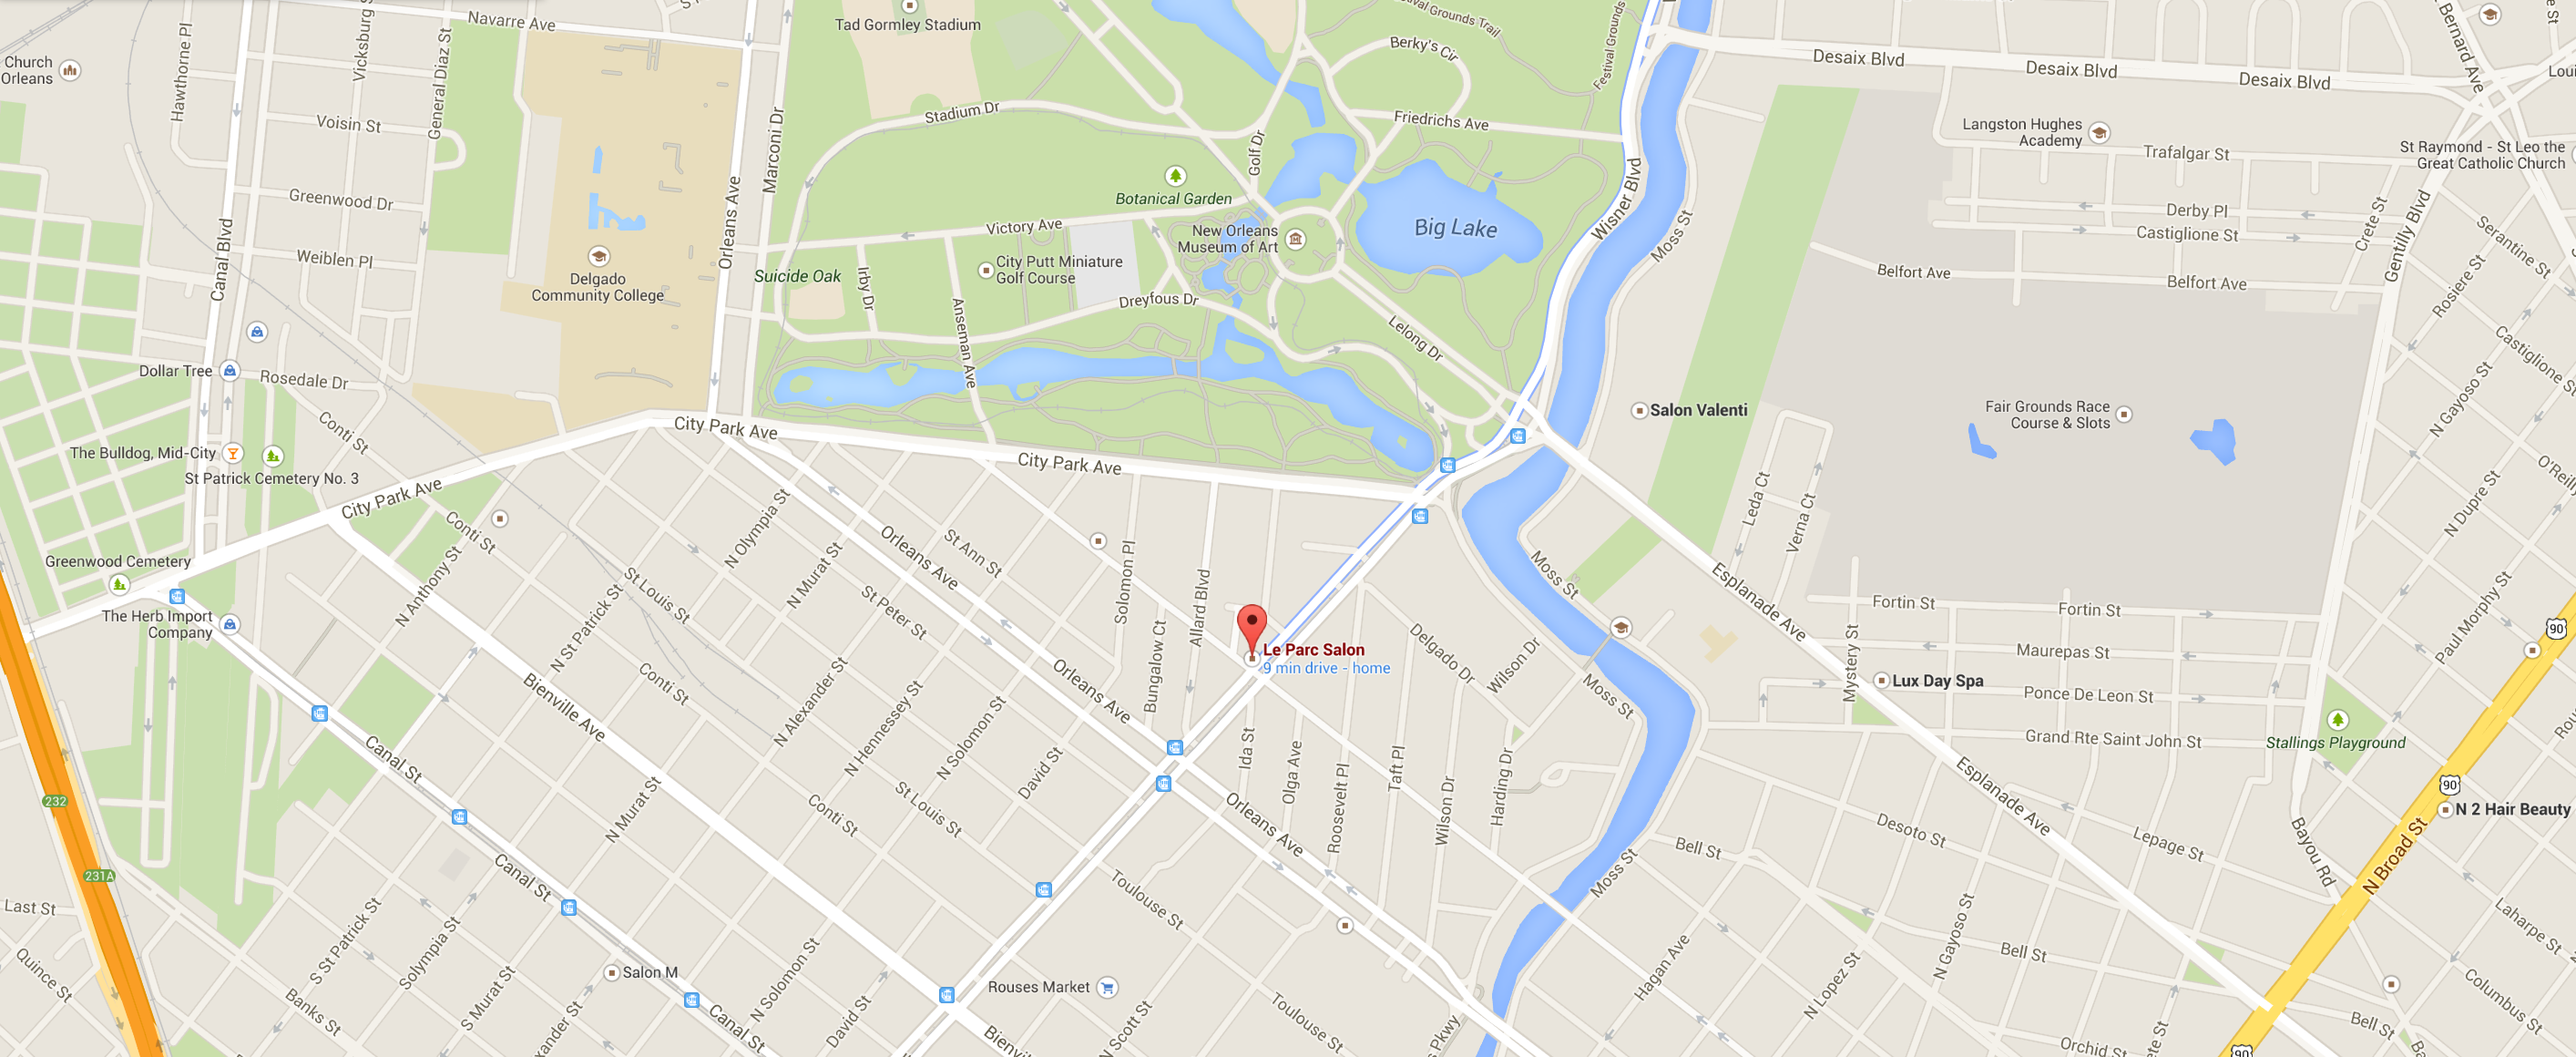 Navarre Ave
Tad Gormley Stadium
Festival Grounds
Berky's Cir
Desaix Blvd
Desaix Blvd
Desaix Blvd
Church
Orleans
Hawthorne Pl
General Diaz St
Voisin St
Marconi Dr
Stadium Dr
Golf Dr
Friedrichs Ave
Langston Hughes
Academy
Trafalgar St
St Raymond - St Leo the
Great Catholic Church
Greenwood Dr
Canal Blvd
Orleans Ave
Botanical Garden
Victory Ave
New Orleans
Museum of Art
Big Lake
Wisner Blvd
Moss St
Derby Pl
Castiglione St
Crete St
Gentilly Blvd
Serantine St
Weiblen Pl
Delgado
Community College
Suicide Oak
Irby Dr
City Putt Miniature
Golf Course
Dreyfous Dr
Belfort Ave
Belfort Ave
Rosiere St
Anseman Ave
Lelong Dr
Castiglione St
Dollar Tree
Rosedale Dr
Conti St
City Park Ave
City Park Ave
City Park Ave
Salon Valenti
Fair Grounds Race
Course & Slots
N Gayoso St
The Bulldog, Mid-City
St Patrick Cemetery No. 3
Leda Ct
Verna Ct
N Dupre St
Conti St
N Olympia St
Orleans Ave
St Ann St
Solomon Pl
Moss St
Esplanade Ave
Greenwood Cemetery
The Herb Import
Company
N Anthony St
N St Patrick St
St Louis St
N Murat St
St Peter St
Allard Blvd
Bungalow Ct
Le Parc Salon
9 min drive - home
Delgado Dr
Wilson Dr
Moss St
Fortin St
Fortin St
Mystery St
Maurepas St
Paul Morphy St
90
Lux Day Spa
Ponce De Leon St
Grand Rte Saint John St
Stallings Playground
Bienville Ave
Conti St
Orleans Ave
N Alexander St
N Hennessey St
N Solomon St
David St
Ida St
Olga Ave
Roosevelt Pl
Taft Pl
Wilson Dr
Harding Dr
Canal St
232
N Murat St
Conti St
St Louis St
Orleans Ave
Esplanade Ave
90
N 2 Hair Beauty
Desoto St
Lepage St
Bayou Rd
N Broad St
Bell St
Moss St
231A
Canal St
Last St
Toulouse St
S St Patrick St
Solympia St
Quince St
Banks St
S Murat St
Salon M
N Solomon St
David St
Rouses Market
N Scott St
Toulouse St
Hagan Ave
N Lopez St
N Gayoso St
Bell St
Laharpe St
Columbus St
Canal St
Pkwy
Bell St
Orchid St
90